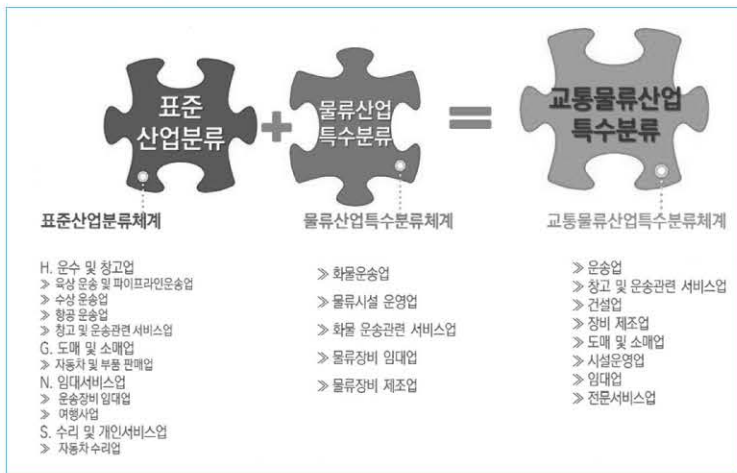 표준
산업분류
+
물류산업
특수분류
=
교통물류산업
특수분류
표준산업분류체계
H. 운수 및 창고업
≫ 육상 운송 및 파이프라인운송업
≫ 수상 운송업
≫ 항공 운송업
≫ 창고 및 운송관련 서비스업
G. 도매 및 소매업
≫ 자동차 및 부품 판매업
N. 임대서비스업
≫ 운송장비 임대업
≫ 여행사업
S. 수리 및 개인서비스업
≫ 자동차 수리업
물류산업특수분류체계
≫ 화물운송업
≫ 물류시설 운영업
≫ 화물 운송관련 서비스업
≫ 물류장비 임대업
≫ 물류장비 제조업
교통물류산업특수분류체계
≫ 운송업
≫ 창고 및 운송관련 서비스업
≫ 건설업
≫ 장비 제조업
≫ 도매 및 소매업
≫ 시설운영업
≫ 임대업
≫ 전문서비스업